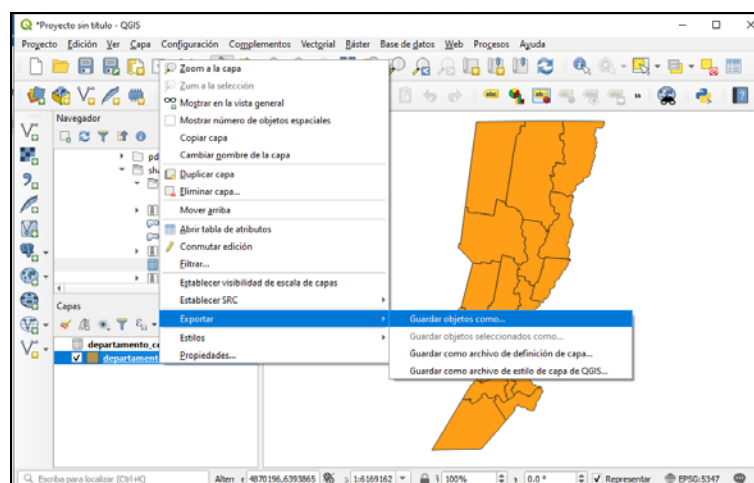 *Proyecto sin título - QGIS
Proyecto Edición Ver Capa Configuración Complementos Vectorial Ráster Base de datos Web Procesos Ayuda
Navegador
Zoom a la capa
Zum a la selección
Mostrar en la vista general
Mostrar número de objetos espaciales
Copiar capa
Cambiar nombre de la capa
Duplicar capa
Eliminar capa...
Mover arriba
Abrir tabla de atributos
Conmutar edición
Filtrar...
Establecer visibilidad de escala de capas
Establecer SRC
Exportar
Estilos
Propiedades...
Guardar objetos como...
Guardar objetos seleccionados como...
Guardar como archivo de definición de capa...
Guardar como archivo de estilo de capa de QGIS...
pd
sh
Capas
departamento_ce
departament
Escriba para localizar (Ctrl+K)
4870196,6393865
1:6169162
100%
0.0 °
Representar
EPSG:5347